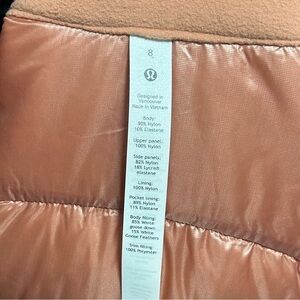 8
Designed in
Vancouver
Made in Vietnam
Body:
90% Nylon
10% Elastane
Upper panel:
100% Nylon
Side panels:
82% Nylon
18% Lycra®
elastane
Lining:
100% Nylon
Pocket lining:
89% Nylon
11% Elastane
Body filling:
85% White
goose down
15% White
Goose Feathers
Trim filling:
100% Polyester